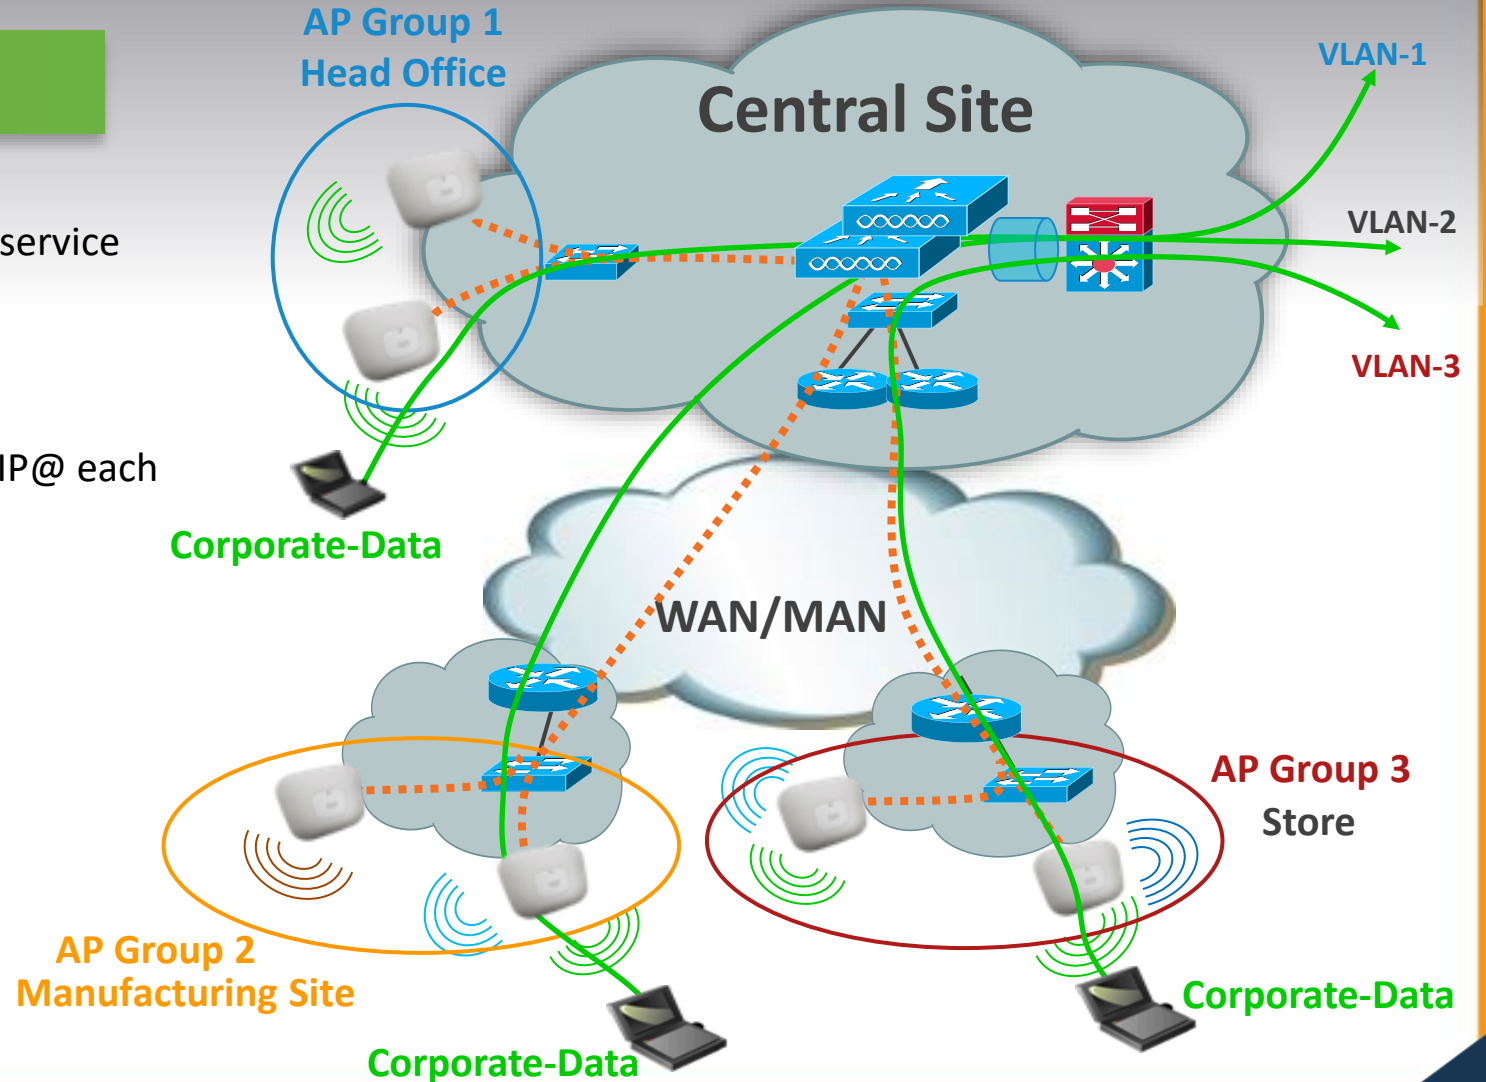 AP Group 1
Head Office
Central Site
VLAN-1
VLAN-2
VLAN-3
service
IP@ each
Corporate-Data
WAN/MAN
AP Group 3
Store
AP Group 2
Manufacturing Site
Corporate-Data
Corporate-Data